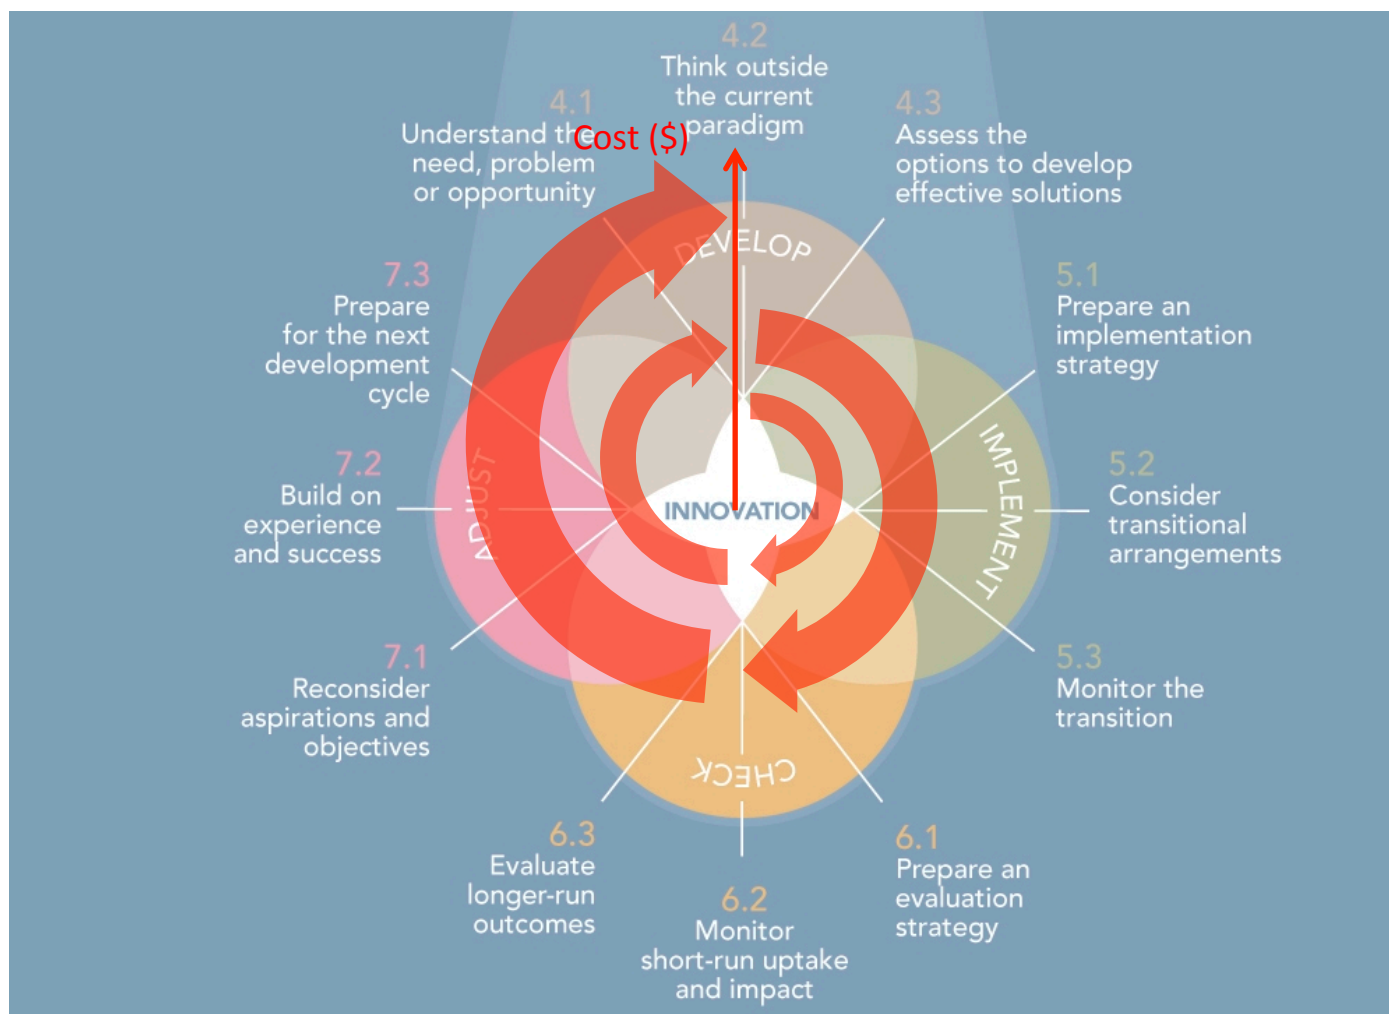 4.2
Think outside
the current
paradigm
4.1
Understand the
need, problem
or opportunity
Cost ($)
4.3
Assess the
options to develop
effective solutions
DEVELOP
7.3
Prepare
for the next
development
cycle
5.1
Prepare an
implementation
strategy
7.2
Build on
experience
and success
ADJUST
INNOVATION
IMPLEMENT
5.2
Consider
transitional
arrangements
7.1
Reconsider
aspirations and
objectives
5.3
Monitor the
transition
CHECK
6.3
Evaluate
longer-run
outcomes
6.2
Monitor
short-run uptake
and impact
6.1
Prepare an
evaluation
strategy